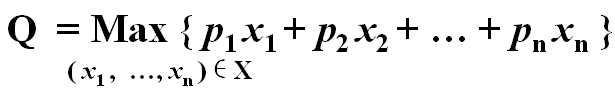 Q = Max { p₁x₁ + p₂x₂ + ... + pₙxₙ }
(x₁, ...,xₙ) ∈ X